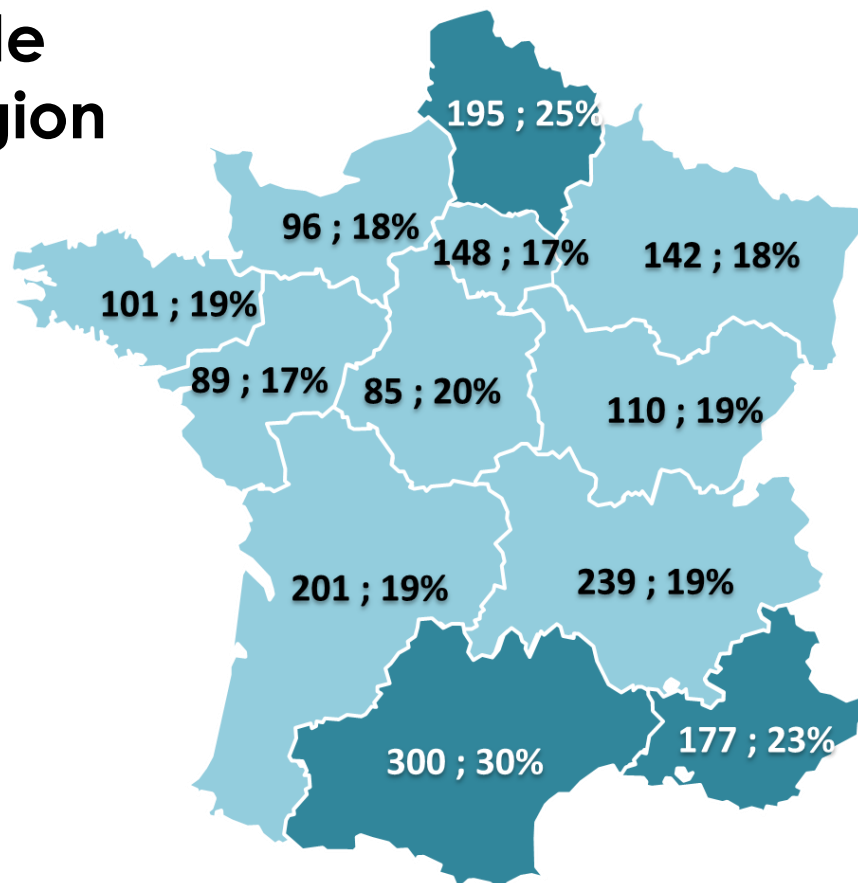 le
gion
195 ; 25%
96 ; 18%
148 ; 17%
142 ; 18%
101 ; 19%
89 ; 17%
85 ; 20%
110 ; 19%
201 ; 19%
239 ; 19%
300 ; 30%
177 ; 23%